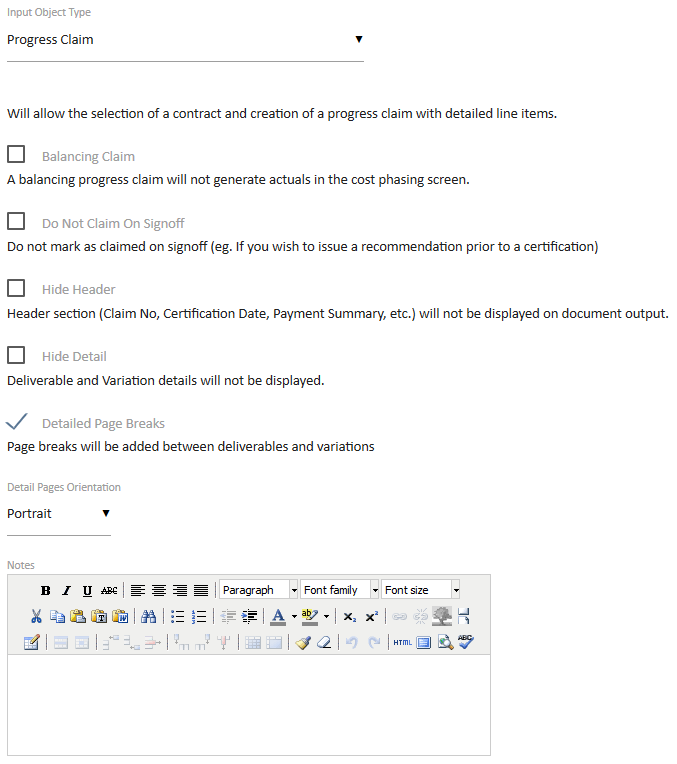 Input Object Type
Progress Claim
Will allow the selection of a contract and creation of a progress claim with detailed line items.
Balancing Claim
A balancing progress claim will not generate actuals in the cost phasing screen.
Do Not Claim On Signoff
Do not mark as claimed on signoff (eg. If you wish to issue a recommendation prior to a certification)
Hide Header
Header section (Claim No, Certification Date, Payment Summary, etc.) will not be displayed on document output.
Hide Detail
Deliverable and Variation details will not be displayed.
Detailed Page Breaks
Page breaks will be added between deliverables and variations
Detail Pages Orientation
Portrait
Notes
B I U ABC Paragraph Font family Font size
T W A ab x₂ x²
HTML ABC